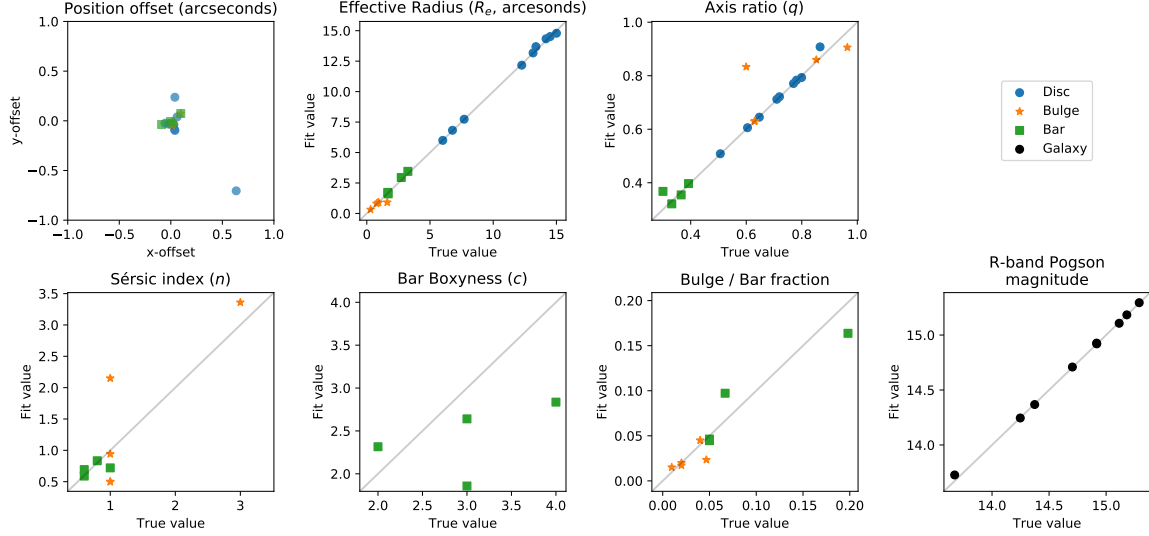 Position offset (arcseconds)
1.0
0.5
0.0
−0.5
−1.0
y-offset
−1.0
−0.5
0.0
0.5
1.0
x-offset
Effective Radius (Re, arcesonds)
15.0
12.5
10.0
7.5
5.0
2.5
0.0
Fit value
0
5
10
15
True value
Axis ratio (q)
1.0
0.8
0.6
0.4
Fit value
0.4
0.6
0.8
1.0
True value
Disc
Bulge
Bar
Galaxy
Sérsic index (n)
3.5
3.0
2.5
2.0
1.5
1.0
0.5
Fit value
1
2
3
True value
Bar Boxyness (c)
4.0
3.5
3.0
2.5
2.0
Fit value
2.0
2.5
3.0
3.5
4.0
True value
Bulge / Bar fraction
0.20
0.15
0.10
0.05
0.00
Fit value
0.00
0.05
0.10
0.15
0.20
True value
R-band Pogson
magnitude
15.0
14.5
14.0
Fit value
14.0
14.5
15.0
True value